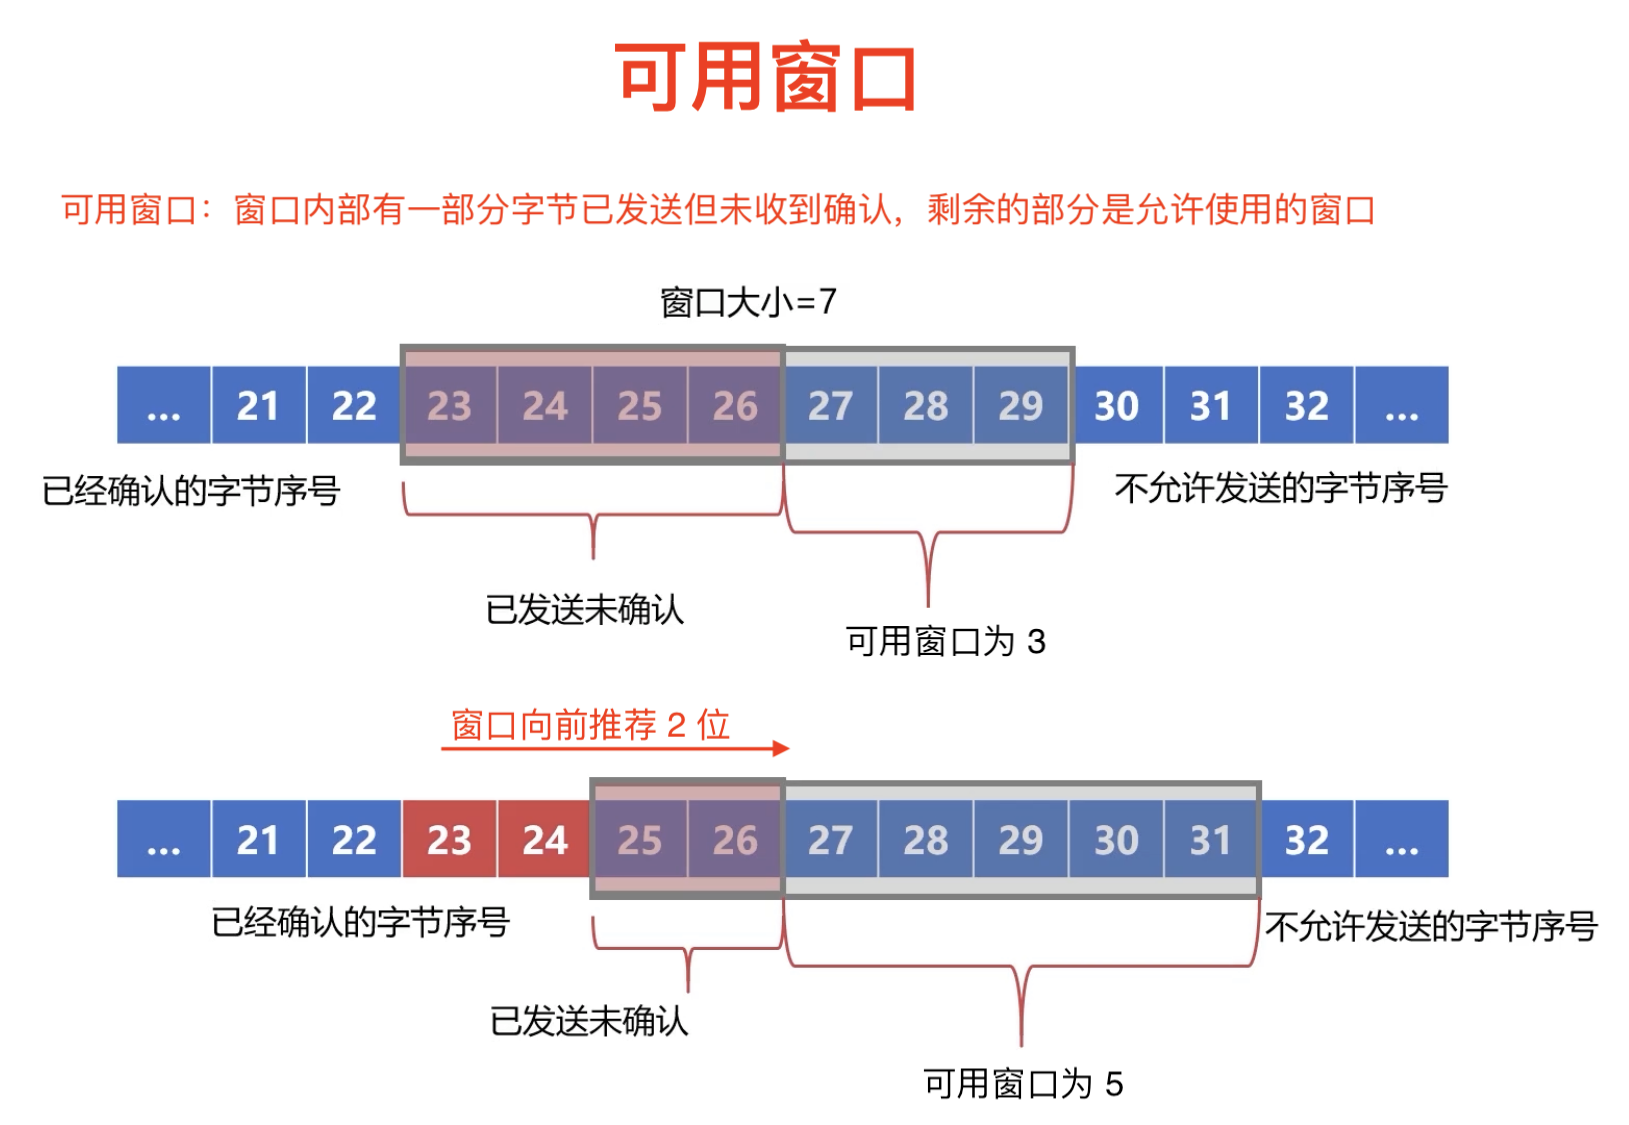 可用窗口
可用窗口：窗口内部有一部分字节已发送但未收到确认，剩余的部分是允许使用的窗口
窗口大小=7
... 21 22 23 24 25 26 27 28 29 30 31 32 ...
已经确认的字节序号
不允许发送的字节序号
已发送未确认
可用窗口为 3
窗口向前推荐 2 位
... 21 22 23 24 25 26 27 28 29 30 31 32 ...
已经确认的字节序号
不允许发送的字节序号
已发送未确认
可用窗口为 5